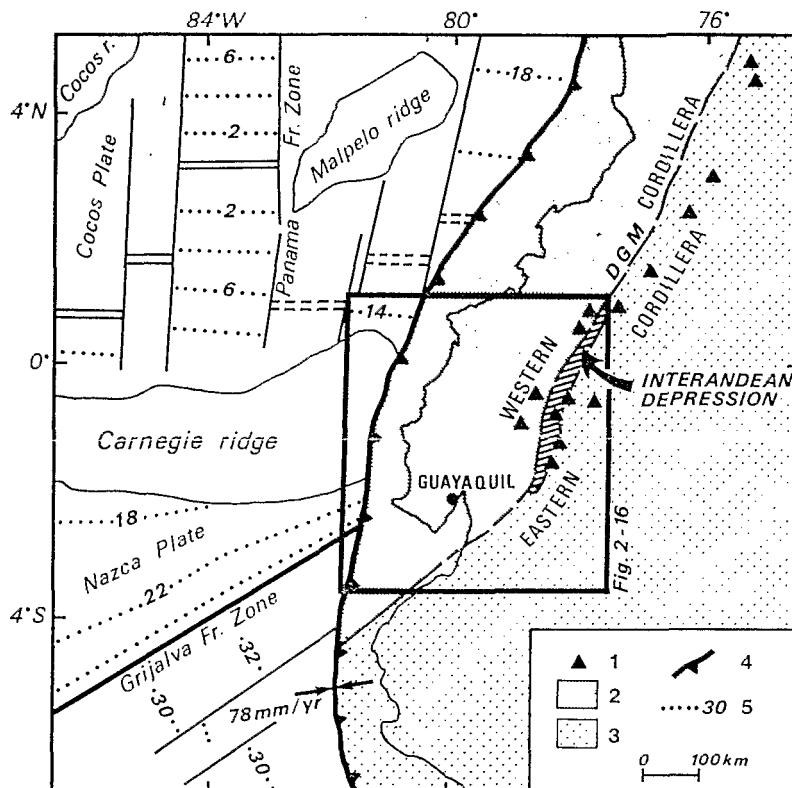 84°W
80°
76°
Cocos r.
6
Fr. Zone
18
4°N
Malpelo ridge
2
Cocos Plate
CORDILLERA
2
Panama
DGM
CORDILLERA
6
14
0°
WESTERN
INTERANDEAN
DEPRESSION
Carnegie ridge
GUAYAQUIL
EASTERN
18
Nazca Plate
Fig. 2-16
22
4°S
Grijalva Fr. Zone
32
30
78mm/yr
30
1
4
2
30 5
3
0 100km